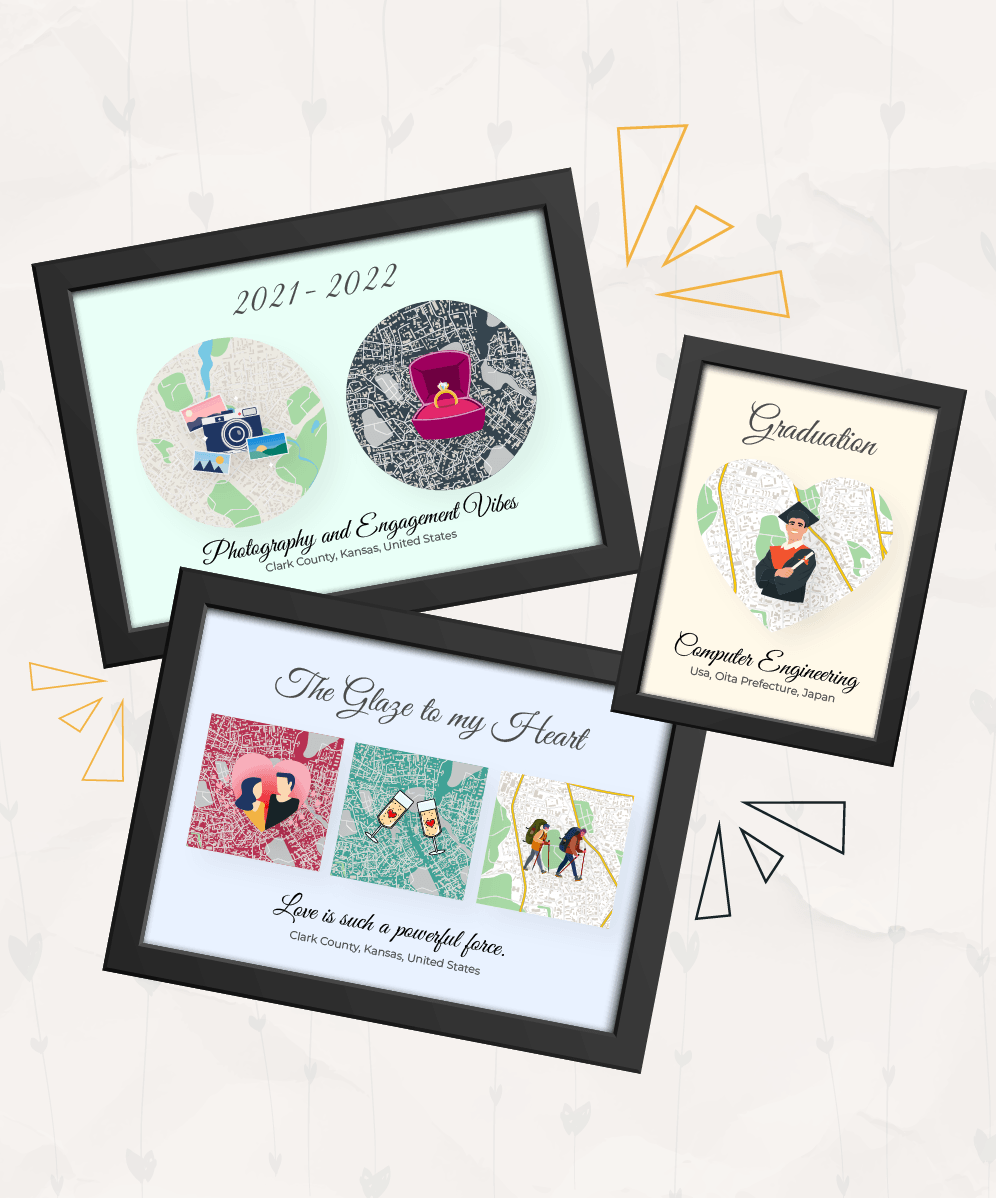 2021 - 2022
Photography and Engagement Vibes
Clark County, Kansas, United States
Graduation
Computer Engineering
Usa, Oita Prefecture, Japan
The Glaze to my Heart
Love is such a powerful force.
Clark County, Kansas, United States